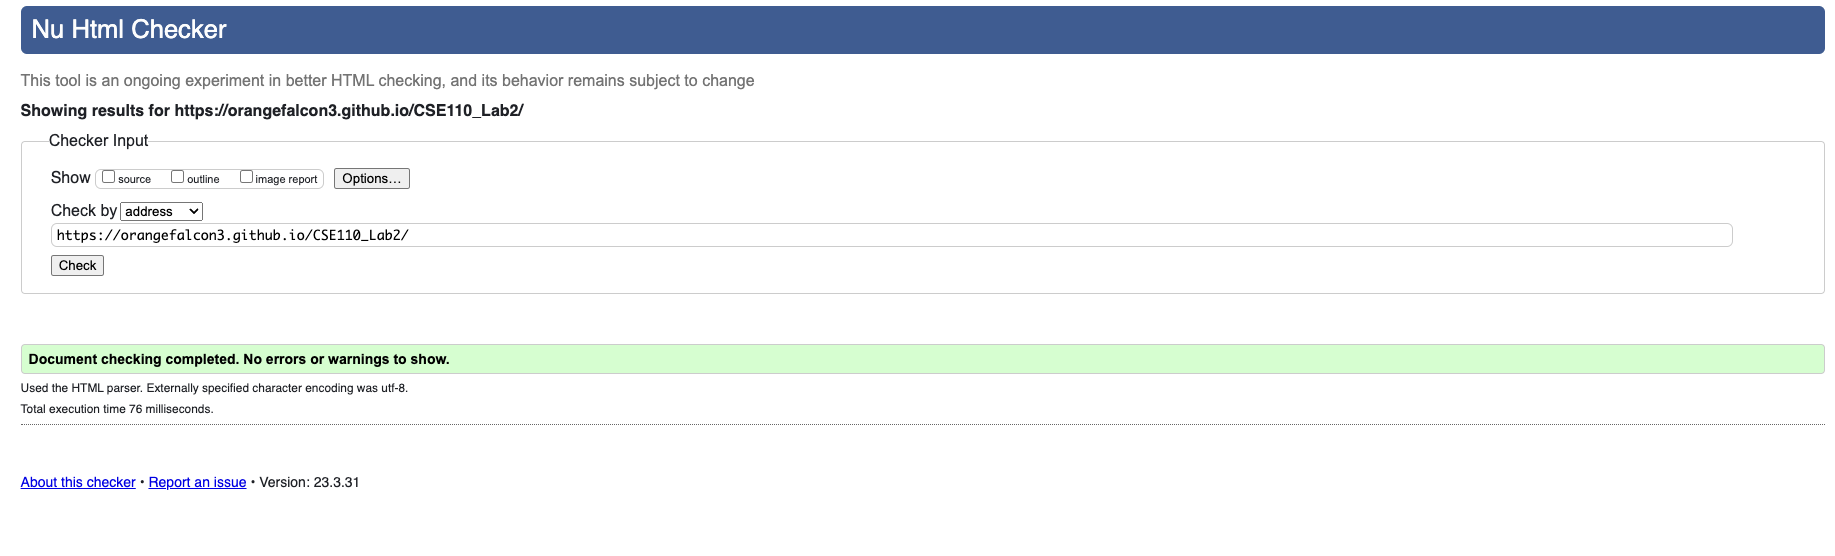 Nu Html Checker
This tool is an ongoing experiment in better HTML checking, and its behavior remains subject to change
Showing results for https://orangefalcon3.github.io/CSE110_Lab2/
Checker Input
Show source outline image report Options...
Check by address
https://orangefalcon3.github.io/CSE110_Lab2/
Check
Document checking completed. No errors or warnings to show.
Used the HTML parser. Externally specified character encoding was utf-8.
Total execution time 76 milliseconds.
About this checker • Report an issue • Version: 23.3.31